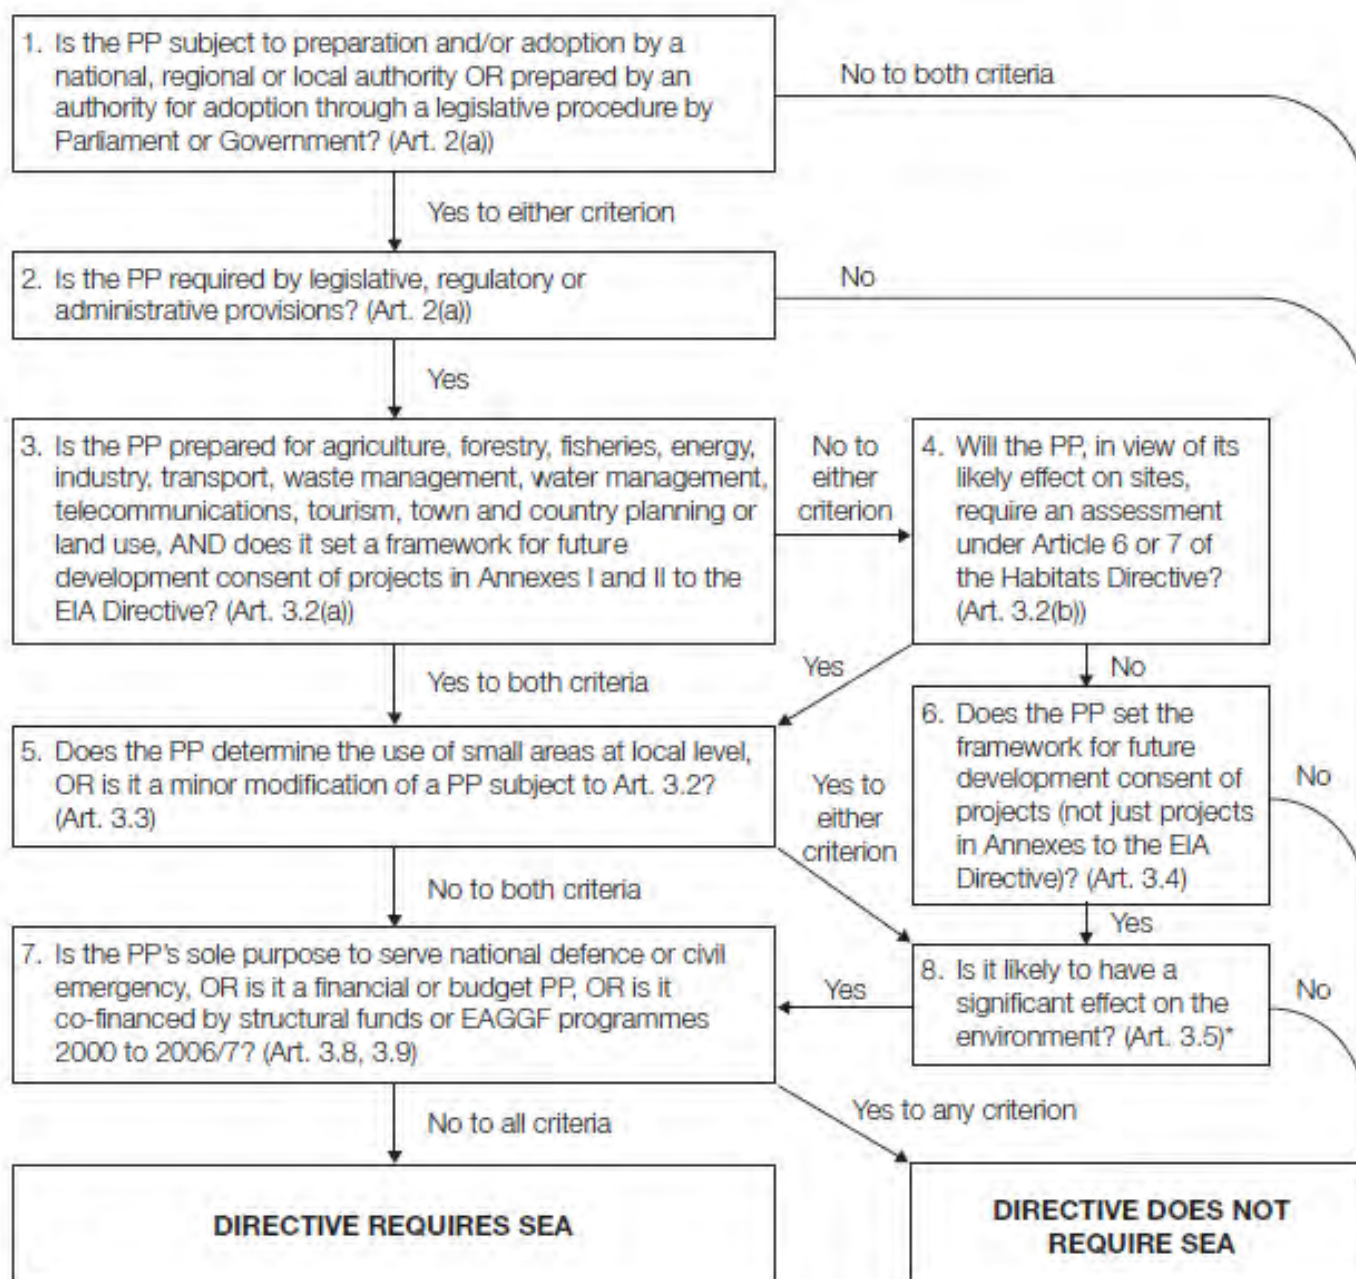 1. Is the PP subject to preparation and/or adoption by a
national, regional or local authority OR prepared by an
authority for adoption through a legislative procedure by
Parliament or Government? (Art. 2(a))
No to both criteria
Yes to either criterion
2. Is the PP required by legislative, regulatory or
administrative provisions? (Art. 2(a))
No
Yes
3. Is the PP prepared for agriculture, forestry, fisheries, energy,
industry, transport, waste management, water management,
telecommunications, tourism, town and country planning or
land use, AND does it set a framework for future
development consent of projects in Annexes I and II to the
EIA Directive? (Art. 3.2(a))
No to
either
criterion
4. Will the PP, in view of its
likely effect on sites,
require an assessment
under Article 6 or 7 of
the Habitats Directive?
(Art. 3.2(b))
Yes to both criteria
Yes
No
5. Does the PP determine the use of small areas at local level,
OR is it a minor modification of a PP subject to Art. 3.2?
(Art. 3.3)
Yes to
either
criterion
6. Does the PP set the
framework for future
development consent of
projects (not just projects
in Annexes to the EIA
Directive)? (Art. 3.4)
No
No to both criteria
Yes
7. Is the PP's sole purpose to serve national defence or civil
emergency, OR is it a financial or budget PP, OR is it
co-financed by structural funds or EAGGF programmes
2000 to 2006/7? (Art. 3.8, 3.9)
Yes
8. Is it likely to have a
significant effect on the
environment? (Art. 3.5)*
No
No to all criteria
Yes to any criterion
DIRECTIVE REQUIRES SEA
DIRECTIVE DOES NOT
REQUIRE SEA